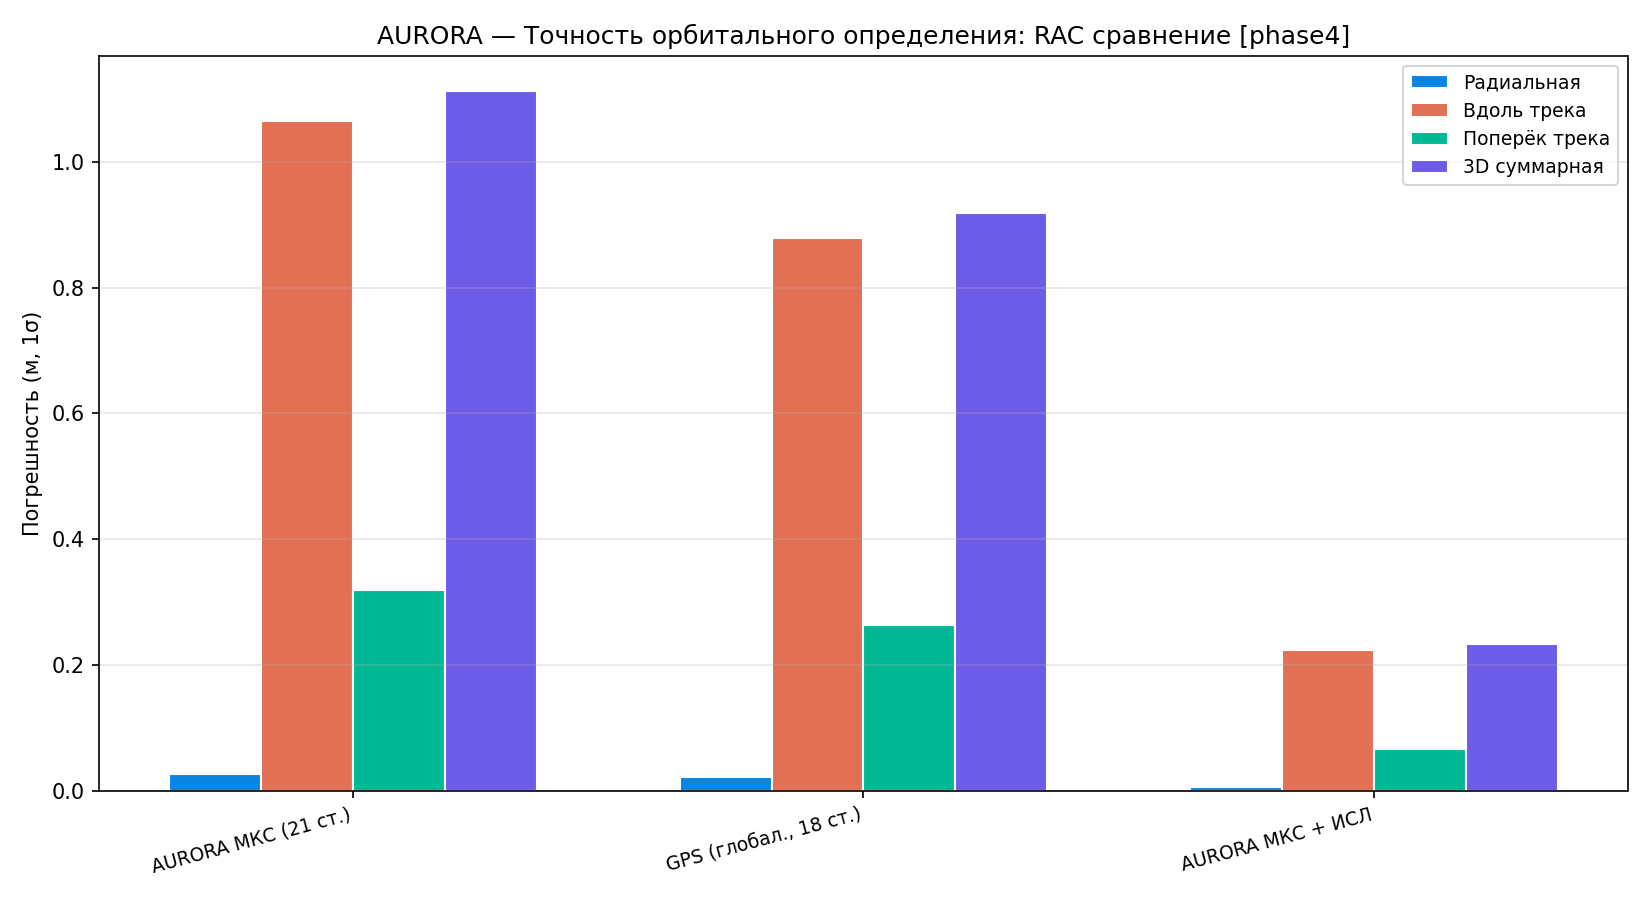 AURORA — Точность орбитального определения: RAC сравнение [phase4]
Радиальная
Вдоль трека
Поперёк трека
3D суммарная
Погрешность (м, 1σ)
1.0
0.8
0.6
0.4
0.2
0.0
AURORA МКС (21 ст.)
GPS (глобал., 18 ст.)
AURORA МКС + ИСЛ